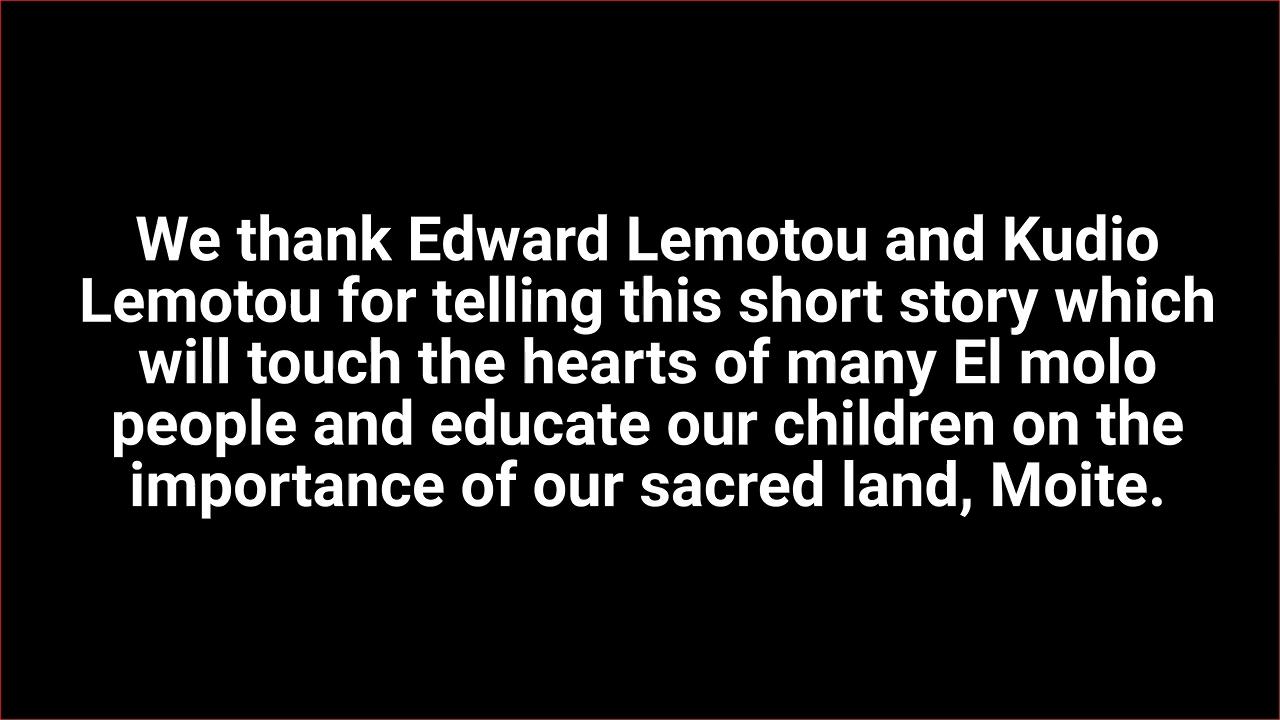 We thank Edward Lemotou and Kudio
Lemotou for telling this short story which
will touch the hearts of many El molo
people and educate our children on the
importance of our sacred land, Moite.